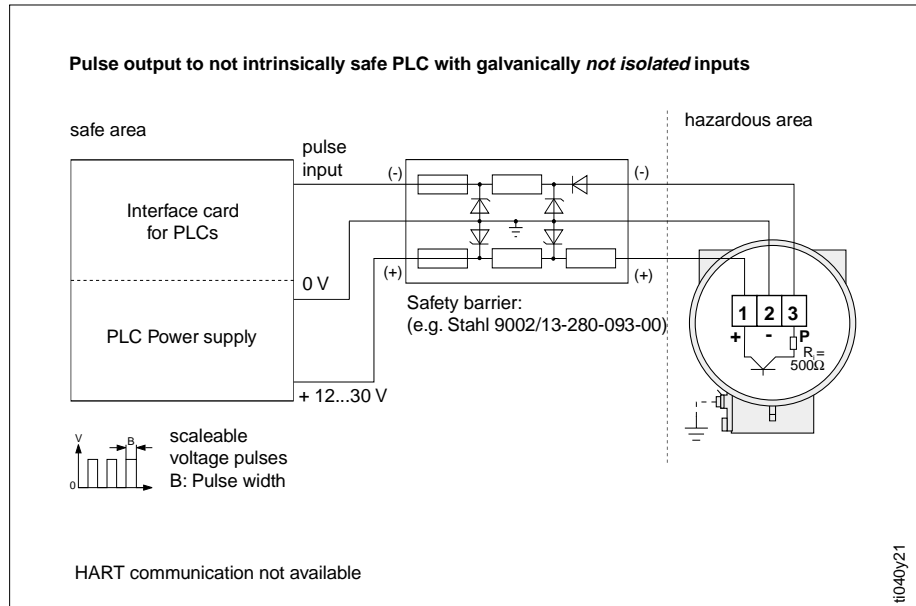 Pulse output to not intrinsically safe PLC with galvanically not isolated inputs
safe area
hazardous area
pulse
input
(-)
(-)
Interface card
for PLCs
0 V
(+)
(+)
PLC Power supply
Safety barrier:
(e.g. Stahl 9002/13-280-093-00)
1 2 3
+ - P
Ri =
500Ω
+ 12...30 V
V
B
0
scaleable
voltage pulses
B: Pulse width
HART communication not available
ti040y21